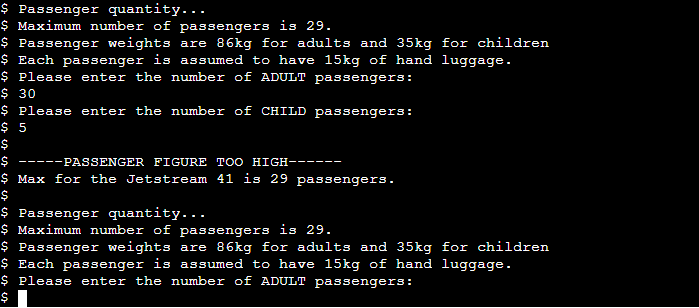 $ Passenger quantity...
$ Maximum number of passengers is 29.
$ Passenger weights are 86kg for adults and 35kg for children
$ Each passenger is assumed to have 15kg of hand luggage.
$ Please enter the number of ADULT passengers:
$ 30
$ Please enter the number of CHILD passengers:
$ 5
$
$ -----PASSENGER FIGURE TOO HIGH------
$ Max for the Jetstream 41 is 29 passengers.
$
$ Passenger quantity...
$ Maximum number of passengers is 29.
$ Passenger weights are 86kg for adults and 35kg for children
$ Each passenger is assumed to have 15kg of hand luggage.
$ Please enter the number of ADULT passengers:
$